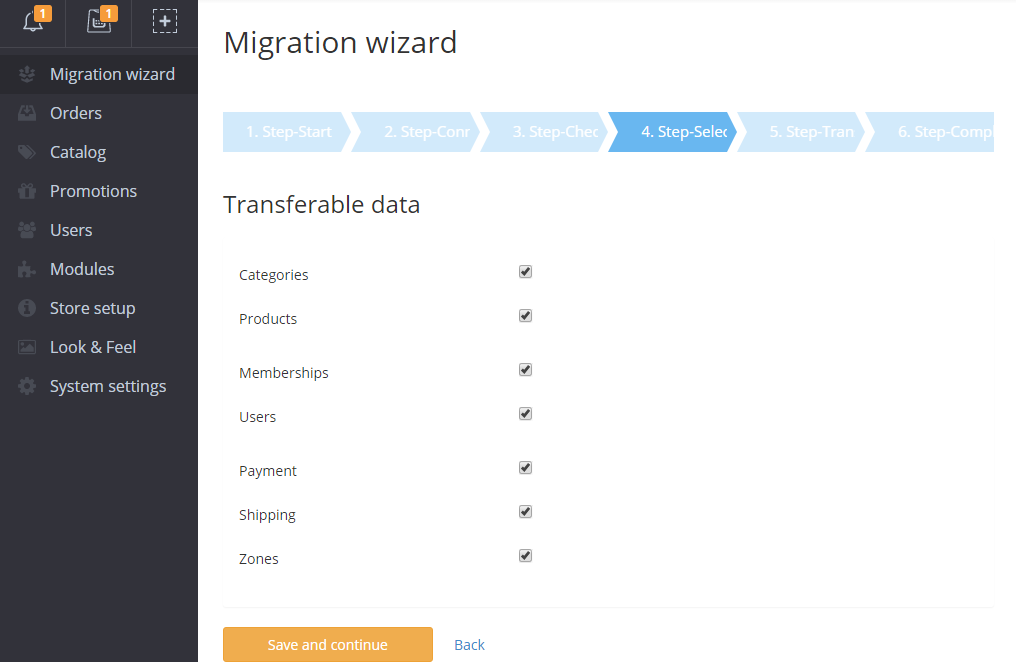 1
1
Migration wizard
Orders
Catalog
Promotions
Users
Modules
Store setup
Look & Feel
System settings
Migration wizard
1. Step-Start
2. Step-Conn
3. Step-Chec
4. Step-Selec
5. Step-Tran
6. Step-Compl
Transferable data
Categories
Products
Memberships
Users
Payment
Shipping
Zones
Save and continue
Back